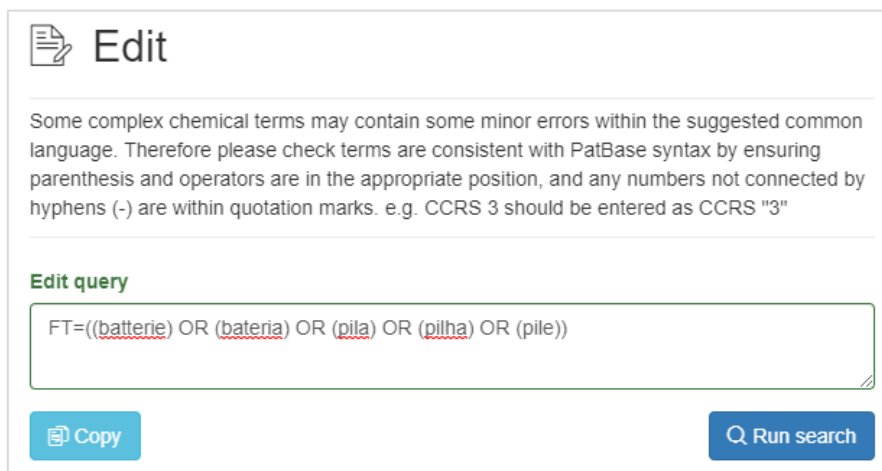 Edit
Some complex chemical terms may contain some minor errors within the suggested common
language. Therefore please check terms are consistent with PatBase syntax by ensuring
parenthesis and operators are in the appropriate position, and any numbers not connected by
hyphens (-) are within quotation marks. e.g. CCRS 3 should be entered as CCRS "3"
Edit query
FT=((batterie) OR (bateria) OR (pila) OR (pilha) OR (pile))
Copy
Run search